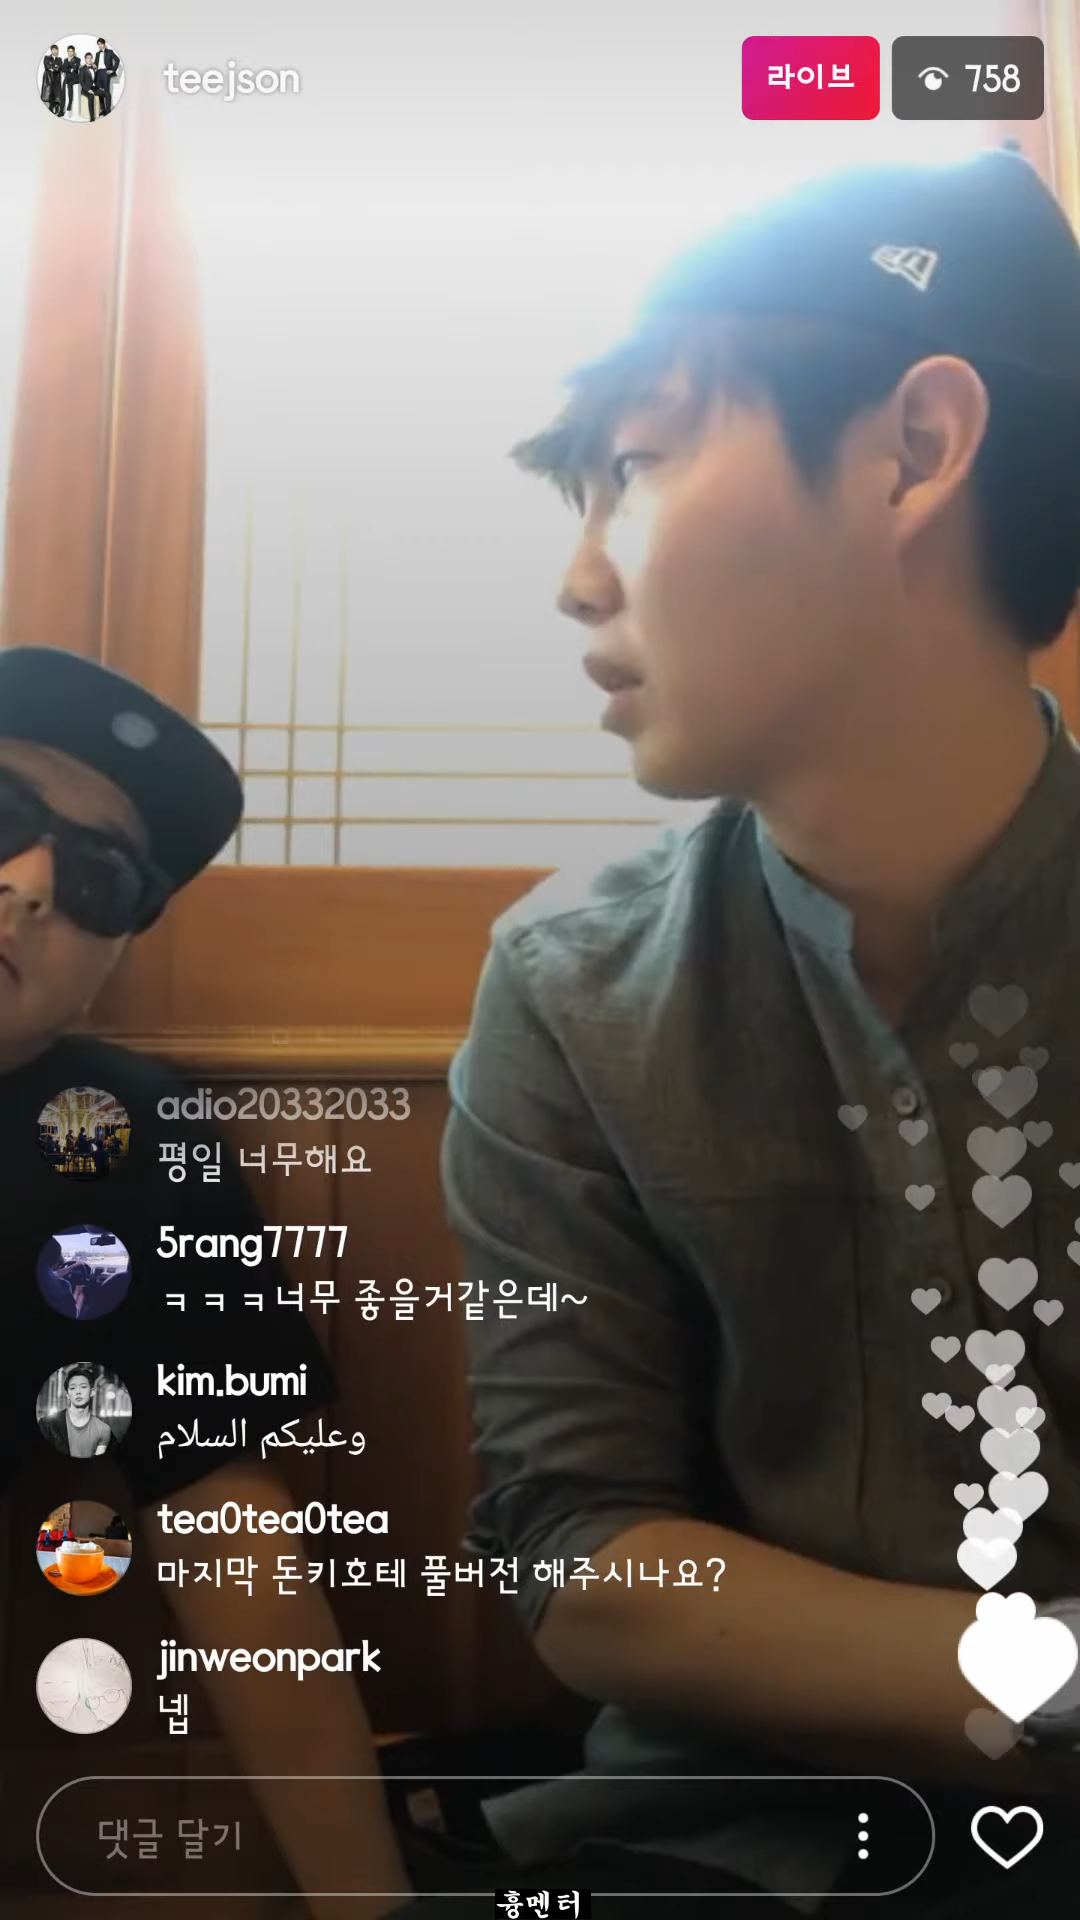 teejson
라이브
758
adio20332033
평일 너무해요
5rang7777
ㅋㅋㅋ너무 좋을거같은데~
kim.bumi
وعليكم السلام
tea0tea0tea
마지막 돈키호테 풀버전 해주시나요?
jinweonpark
넵
댓글 달기
흉멘터